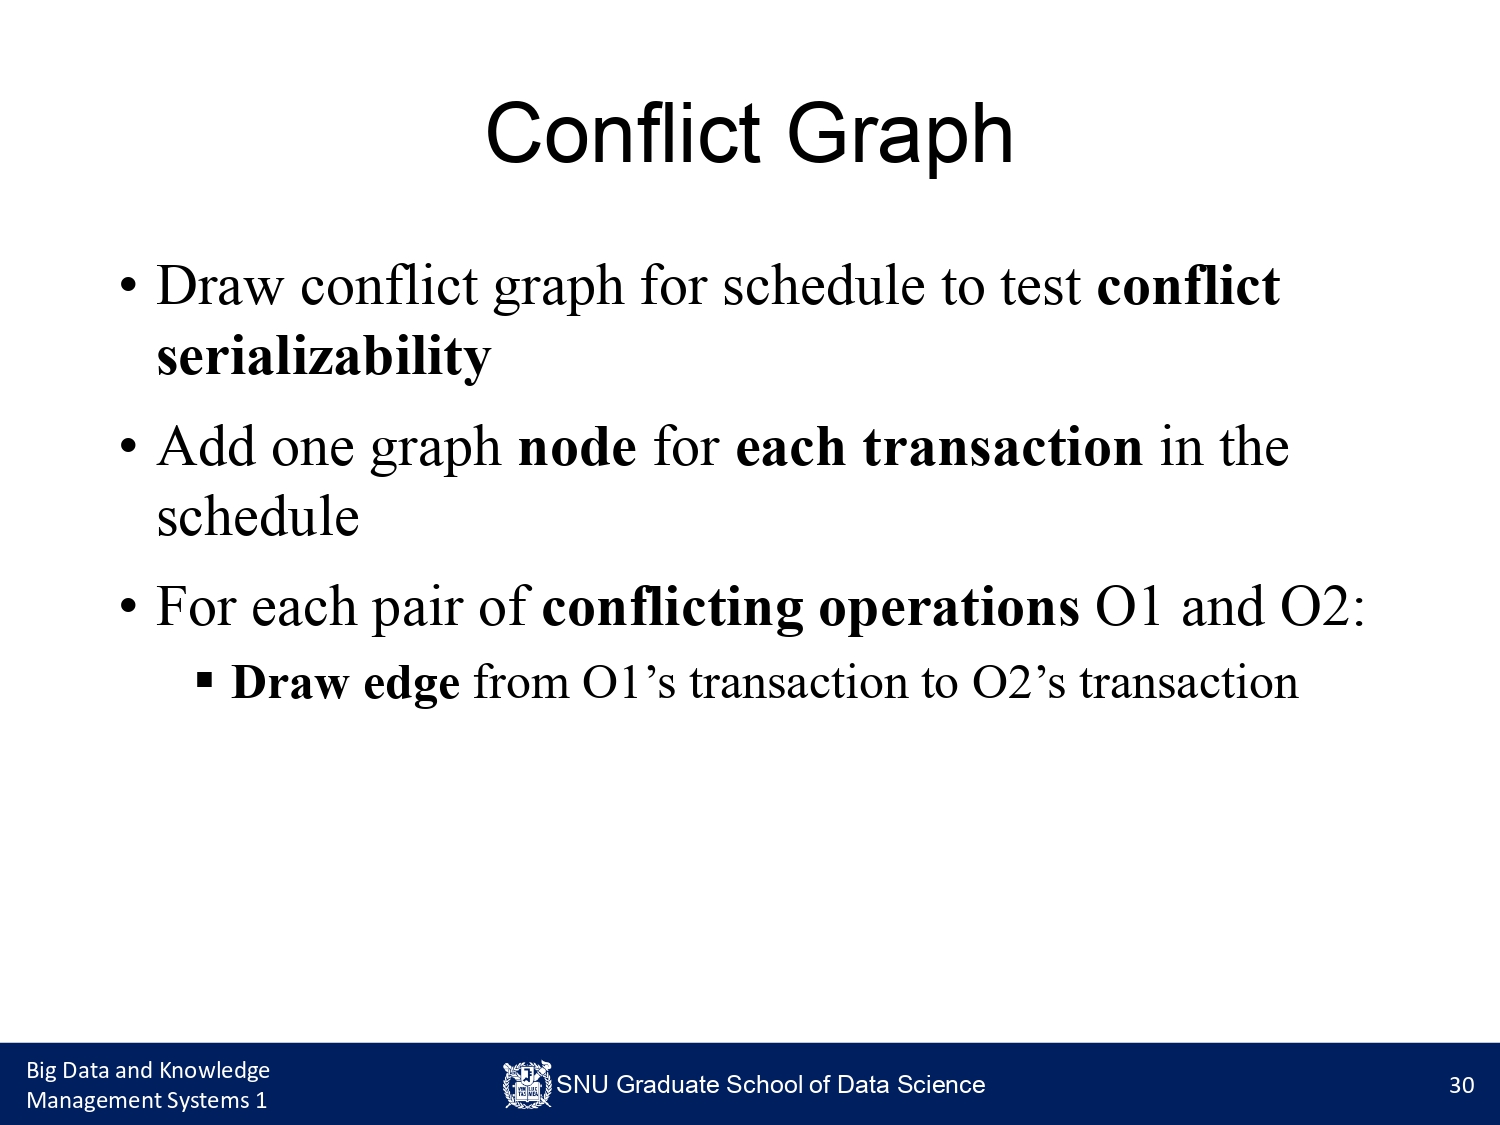 Conflict Graph
• Draw conflict graph for schedule to test conflict
serializability
• Add one graph node for each transaction in the
schedule
• For each pair of conflicting operations O1 and O2:
▪ Draw edge from O1’s transaction to O2’s transaction
Big Data and Knowledge
Management Systems 1
SNU Graduate School of Data Science
30